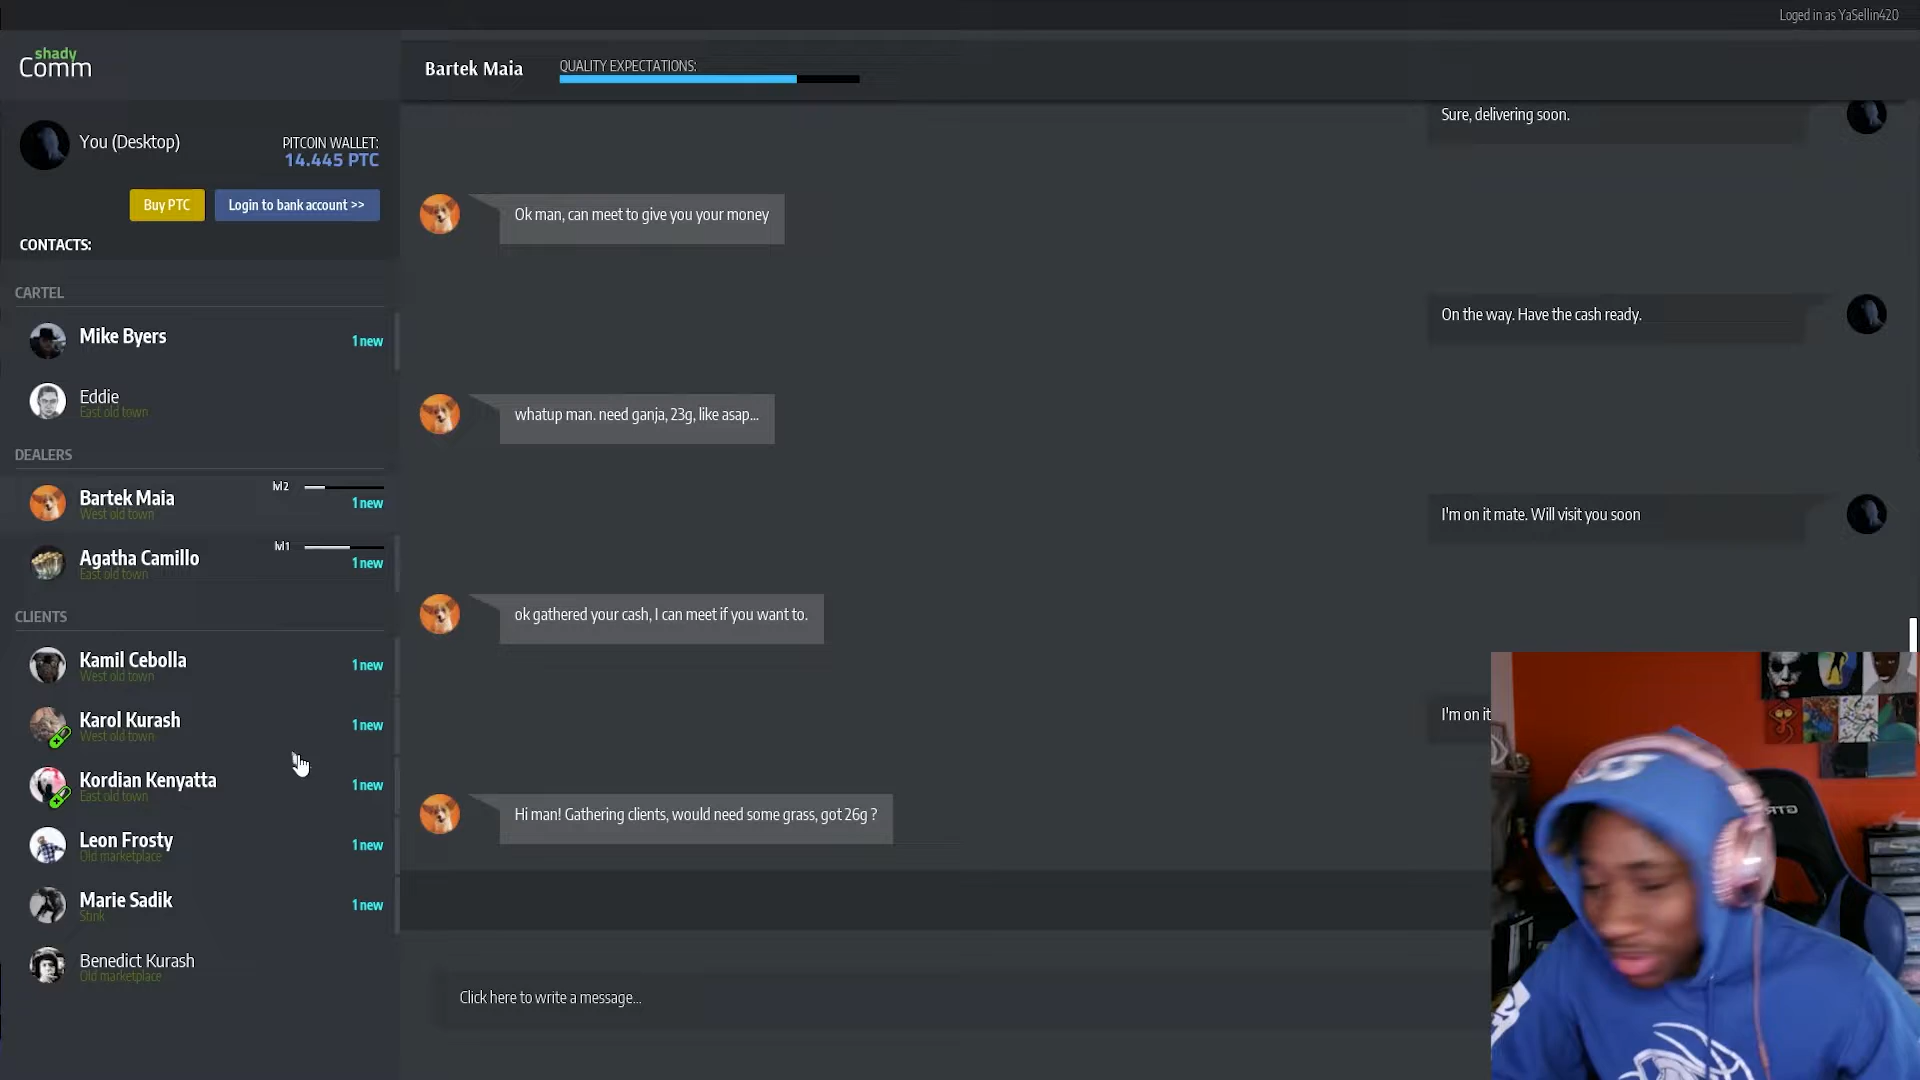 Loged in as YaSellin420
shady
Comm
Bartek Maia
QUALITY EXPECTATIONS:
You (Desktop)
PITCOIN WALLET:
14.445 PTC
Buy PTC
Login to bank account >>
CONTACTS:
CARTEL
Mike Byers
1 new
Eddie
East old town
DEALERS
Bartek Maia
West old town
lvl 2
1 new
Agatha Camillo
East old town
lvl 1
1 new
CLIENTS
Kamil Cebolla
West old town
1 new
Karol Kurash
West old town
1 new
Kordian Kenyatta
East old town
1 new
Leon Frosty
Old marketplace
1 new
Marie Sadik
Stink
1 new
Benedict Kurash
Old marketplace
Sure, delivering soon.
Ok man, can meet to give you your money
On the way. Have the cash ready.
whatup man. need ganja, 23g, like asap...
I'm on it mate. Will visit you soon
ok gathered your cash, I can meet if you want to.
I'm on it
Hi man! Gathering clients, would need some grass, got 26g ?
Click here to write a message...